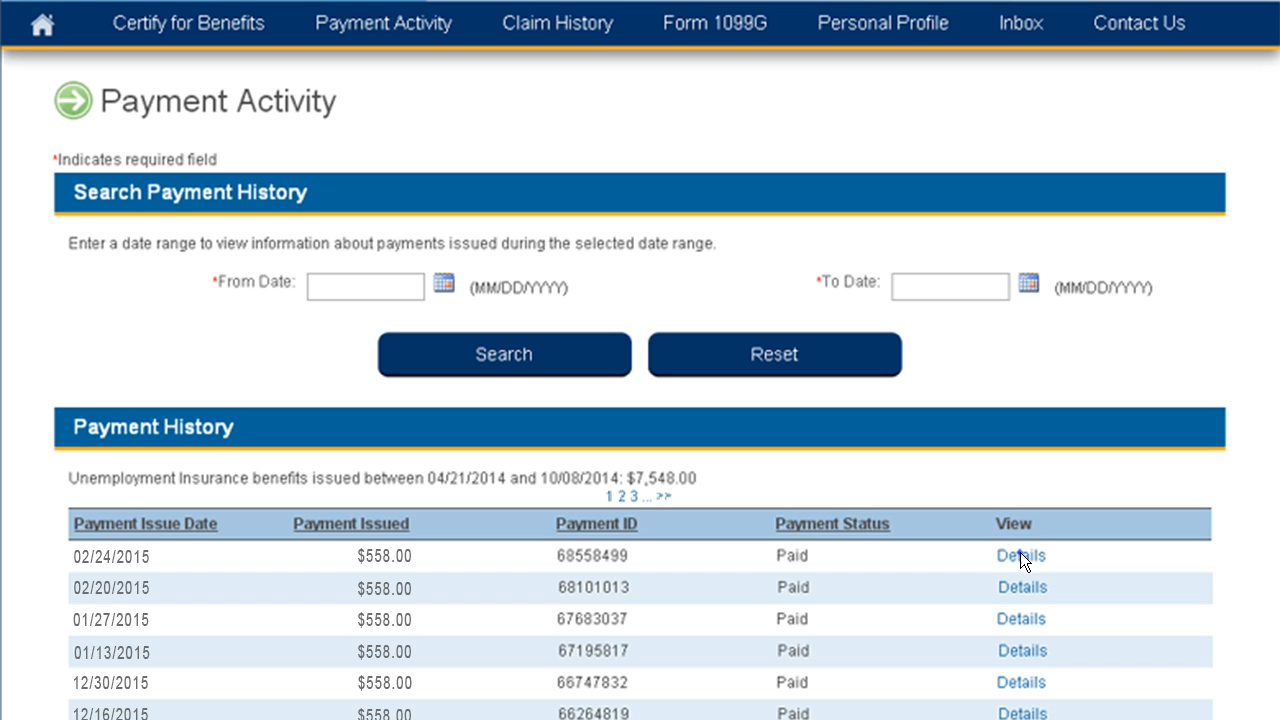 Certify for Benefits Payment Activity Claim History Form 1099G Personal Profile Inbox Contact Us
Payment Activity
*Indicates required field
Search Payment History
Enter a date range to view information about payments issued during the selected date range.
*From Date: (MM/DD/YYYY) *To Date: (MM/DD/YYYY)
Search Reset
Payment History
Unemployment Insurance benefits issued between 04/21/2014 and 10/08/2014: $7,548.00
1 2 3 ... >>
Payment Issue Date Payment Issued Payment ID Payment Status View
02/24/2015 $558.00 68558499 Paid Details
02/20/2015 $558.00 68101013 Paid Details
01/27/2015 $558.00 67683037 Paid Details
01/13/2015 $558.00 67195817 Paid Details
12/30/2015 $558.00 66747832 Paid Details
12/16/2015 $558.00 66264819 Paid Details